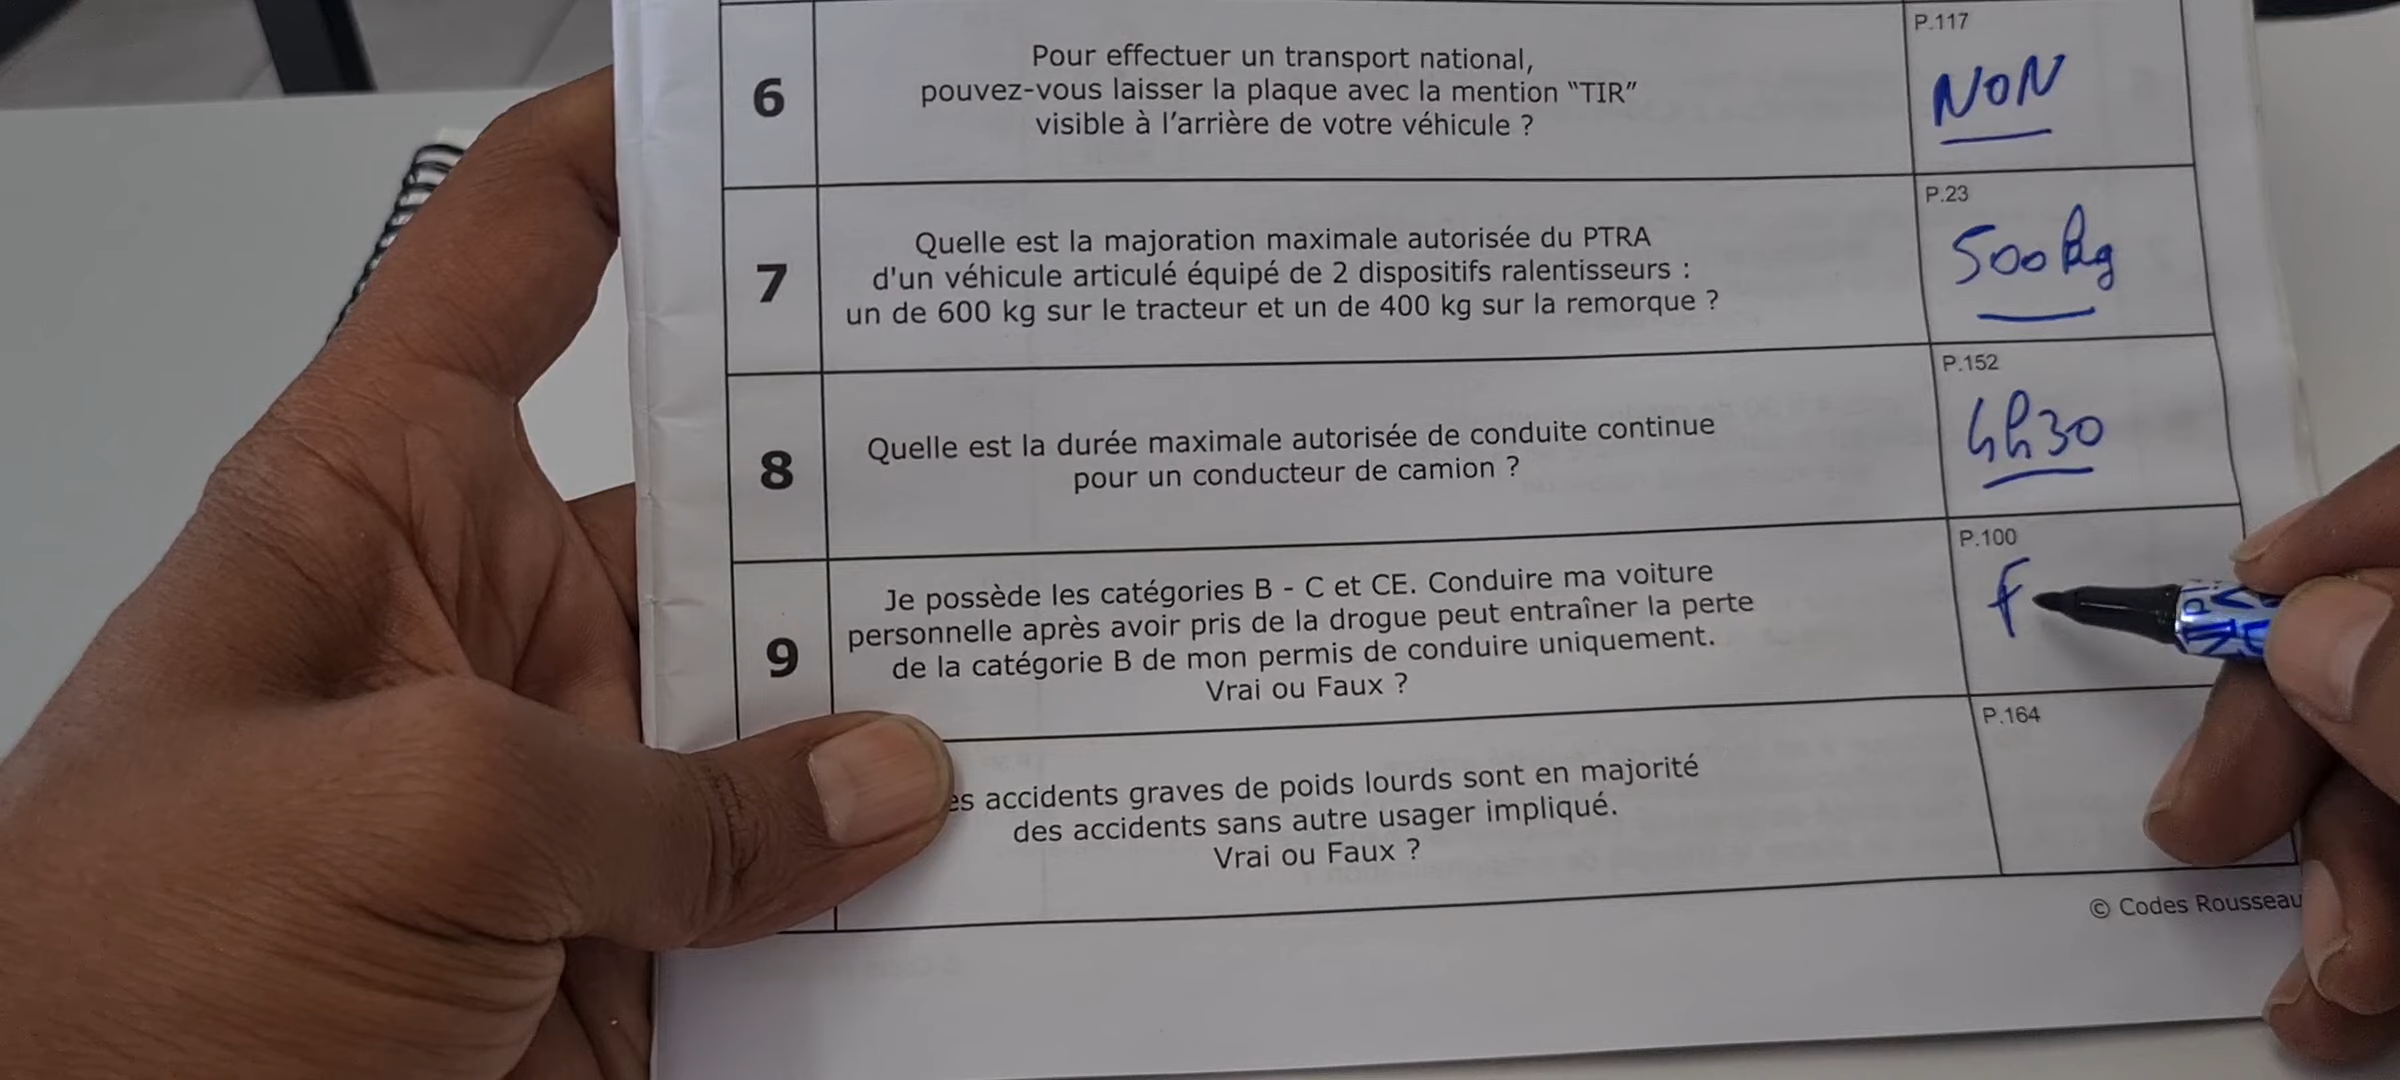 6
Pour effectuer un transport national,
pouvez-vous laisser la plaque avec la mention “TIR”
visible à l’arrière de votre véhicule ?
P.117
NON
7
Quelle est la majoration maximale autorisée du PTRA
d'un véhicule articulé équipé de 2 dispositifs ralentisseurs :
un de 600 kg sur le tracteur et un de 400 kg sur la remorque ?
P.23
500 kg
8
Quelle est la durée maximale autorisée de conduite continue
pour un conducteur de camion ?
P.152
4h30
9
Je possède les catégories B - C et CE. Conduire ma voiture
personnelle après avoir pris de la drogue peut entraîner la perte
de la catégorie B de mon permis de conduire uniquement.
Vrai ou Faux ?
P.100
F
accidents graves de poids lourds sont en majorité
des accidents sans autre usager impliqué.
Vrai ou Faux ?
P.164
© Codes Rousseau